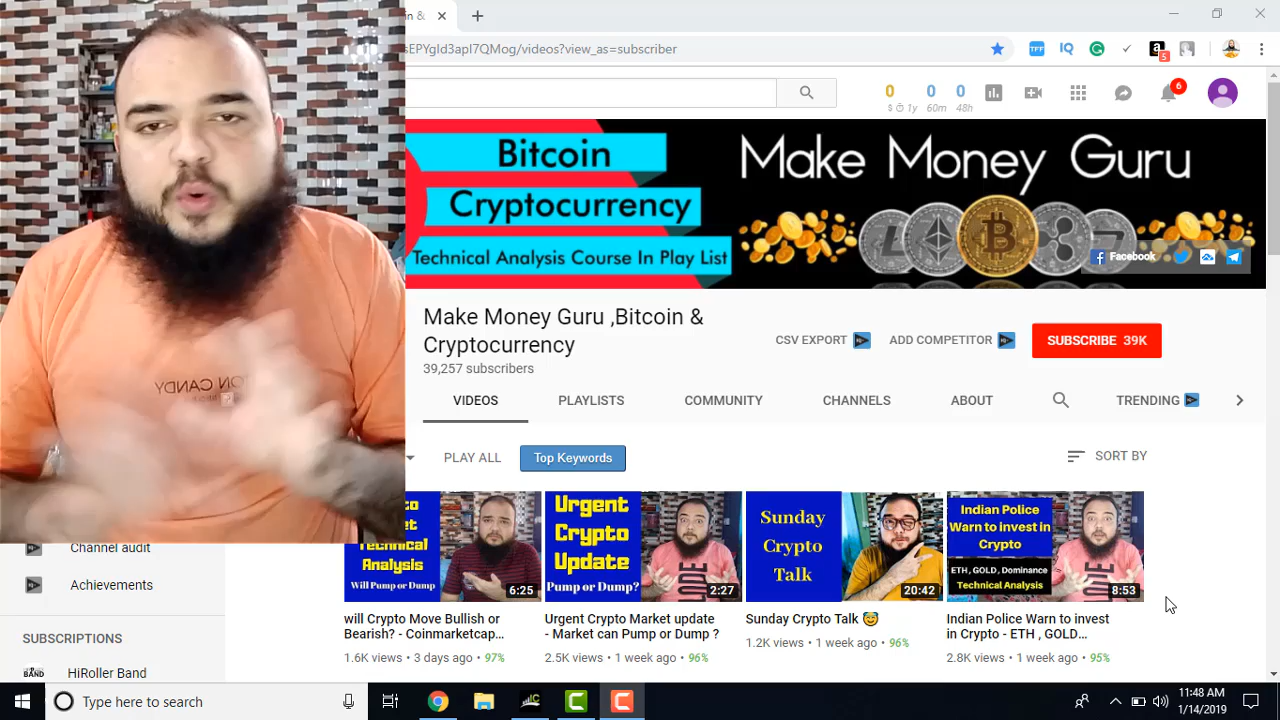 in &
sEPYgId3apI7QMog/videos?view_as=subscriber
TFF
IQ
5
0 0 0
$ 1y 60m 48h
6
Bitcoin
Cryptocurrency
Technical Analysis Course In Play List
Make Money Guru
Facebook
Make Money Guru ,Bitcoin &
Cryptocurrency
39,257 subscribers
CSV EXPORT
ADD COMPETITOR
SUBSCRIBE 39K
VIDEOS
PLAYLISTS
COMMUNITY
CHANNELS
ABOUT
TRENDING
PLAY ALL
Top Keywords
SORT BY
Technical
Analysis
Will Pump or Dump
6:25
Urgent
Crypto
Update
Pump or Dump?
2:27
Sunday
Crypto
Talk
20:42
Indian Police
Warn to invest in
Crypto
ETH , GOLD, Dominance
Technical Analysis
8:53
will Crypto Move Bullish or
Bearish? - Coinmarketcap...
1.6K views • 3 days ago • 97%
Urgent Crypto Market update
- Market can Pump or Dump ?
2.5K views • 1 week ago • 96%
Sunday Crypto Talk
1.2K views • 1 week ago • 96%
Indian Police Warn to invest
in Crypto - ETH , GOLD...
2.8K views • 1 week ago • 95%
Channel audit
Achievements
SUBSCRIPTIONS
BAND
HiRoller Band
Type here to search
11:48 AM
1/14/2019